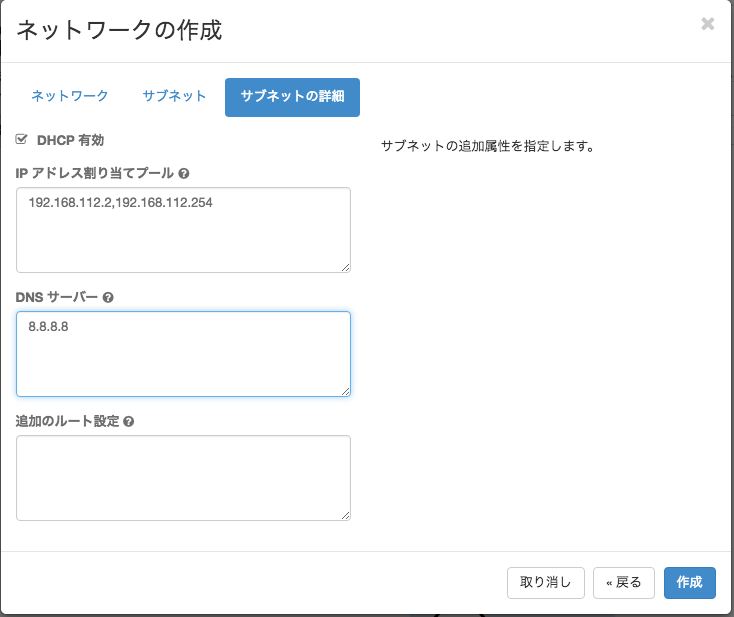 ネットワークの作成
×
ネットワーク サブネット サブネットの詳細
DHCP 有効
サブネットの追加属性を指定します。
IP アドレス割り当てプール ?
192.168.112.2,192.168.112.254
DNS サーバー ?
8.8.8.8
追加のルート設定 ?
取り消し « 戻る 作成